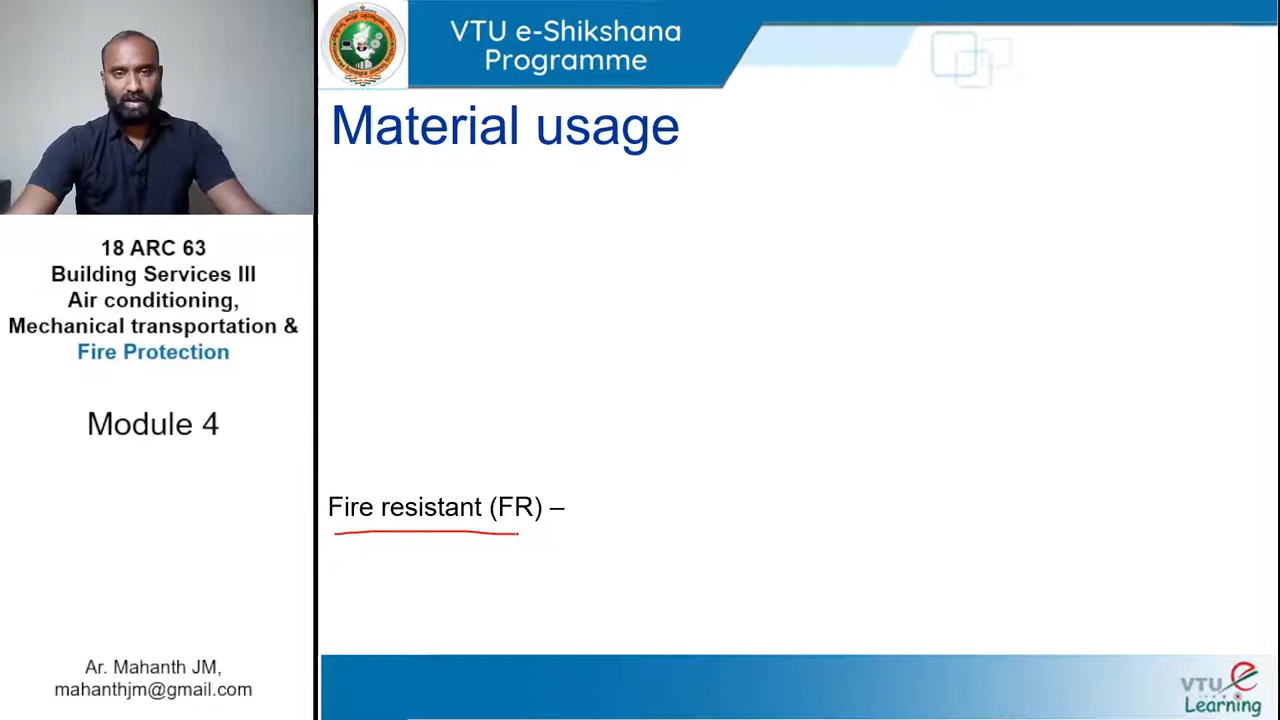 VTU e-Shikshana
Programme
Material usage
18 ARC 63
Building Services III
Air conditioning,
Mechanical transportation &
Fire Protection
Module 4
Fire resistant (FR) –
Ar. Mahanth JM,
mahanthjm@gmail.com
VTU e
Learning